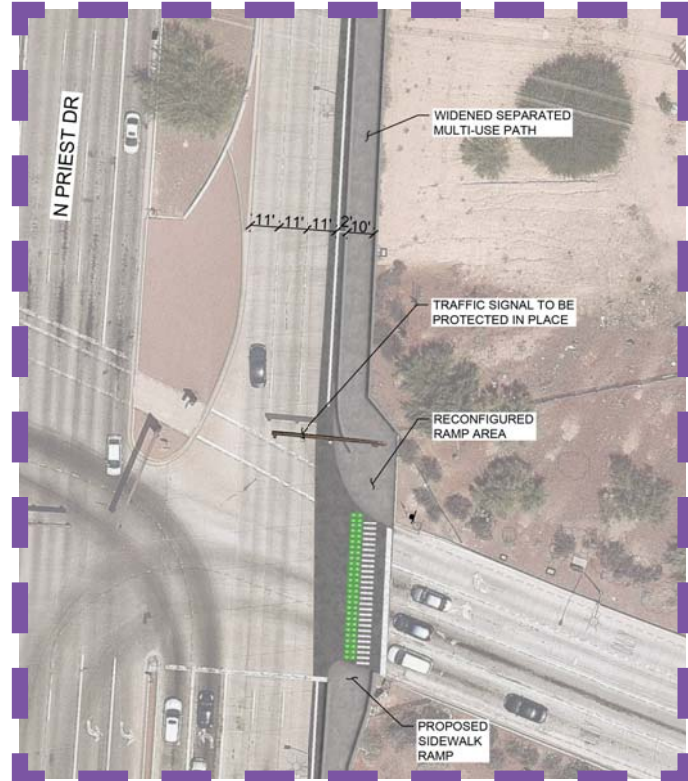 N PRIEST DR
WIDENED SEPARATED
MULTI-USE PATH
11' 11' 11' 2' 10'
TRAFFIC SIGNAL TO BE
PROTECTED IN PLACE
RECONFIGURED
RAMP AREA
PROPOSED
SIDEWALK
RAMP